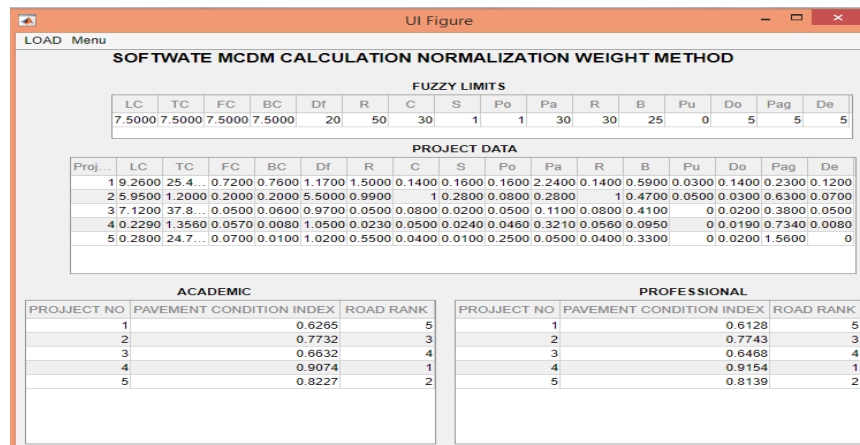 UI Figure
LOAD Menu
SOFTWATE MCDM CALCULATION NORMALIZATION WEIGHT METHOD
FUZZY LIMITS
LC TC FC BC Df R C S Po Pa R B Pu Do Pag De
7.5000 7.5000 7.5000 7.5000 20 50 30 1 1 30 30 25 0 5 5 5
PROJECT DATA
Proj... LC TC FC BC Df R C S Po Pa R B Pu Do Pag De
1 9.2600 25.4... 0.7200 0.7600 1.1700 1.5000 0.1400 0.1600 0.1600 2.2400 0.1400 0.5900 0.0300 0.1400 0.2300 0.1200
2 5.9500 1.2000 0.2000 0.2000 5.5000 0.9900 1 0.2800 0.0800 0.2800 1 0.4700 0.0500 0.0300 0.6300 0.0700
3 7.1200 37.8... 0.0500 0.0600 0.9700 0.0500 0.0800 0.0200 0.0500 0.1100 0.0800 0.4100 0 0.0200 0.3800 0.0500
4 0.2290 1.3560 0.0570 0.0080 1.0500 0.0230 0.0500 0.0240 0.0460 0.3210 0.0560 0.0950 0 0.0190 0.7340 0.0080
5 0.2800 24.7... 0.0700 0.0100 1.0200 0.5500 0.0400 0.0100 0.2500 0.0500 0.0400 0.3300 0 0.0200 1.5600 0
ACADEMIC
PROJJECT NO PAVEMENT CONDITION INDEX ROAD RANK
1 0.6265 5
2 0.7732 3
3 0.6632 4
4 0.9074 1
5 0.8227 2
PROFESSIONAL
PROJJECT NO PAVEMENT CONDITION INDEX ROAD RANK
1 0.6128 5
2 0.7743 3
3 0.6468 4
4 0.9154 1
5 0.8139 2